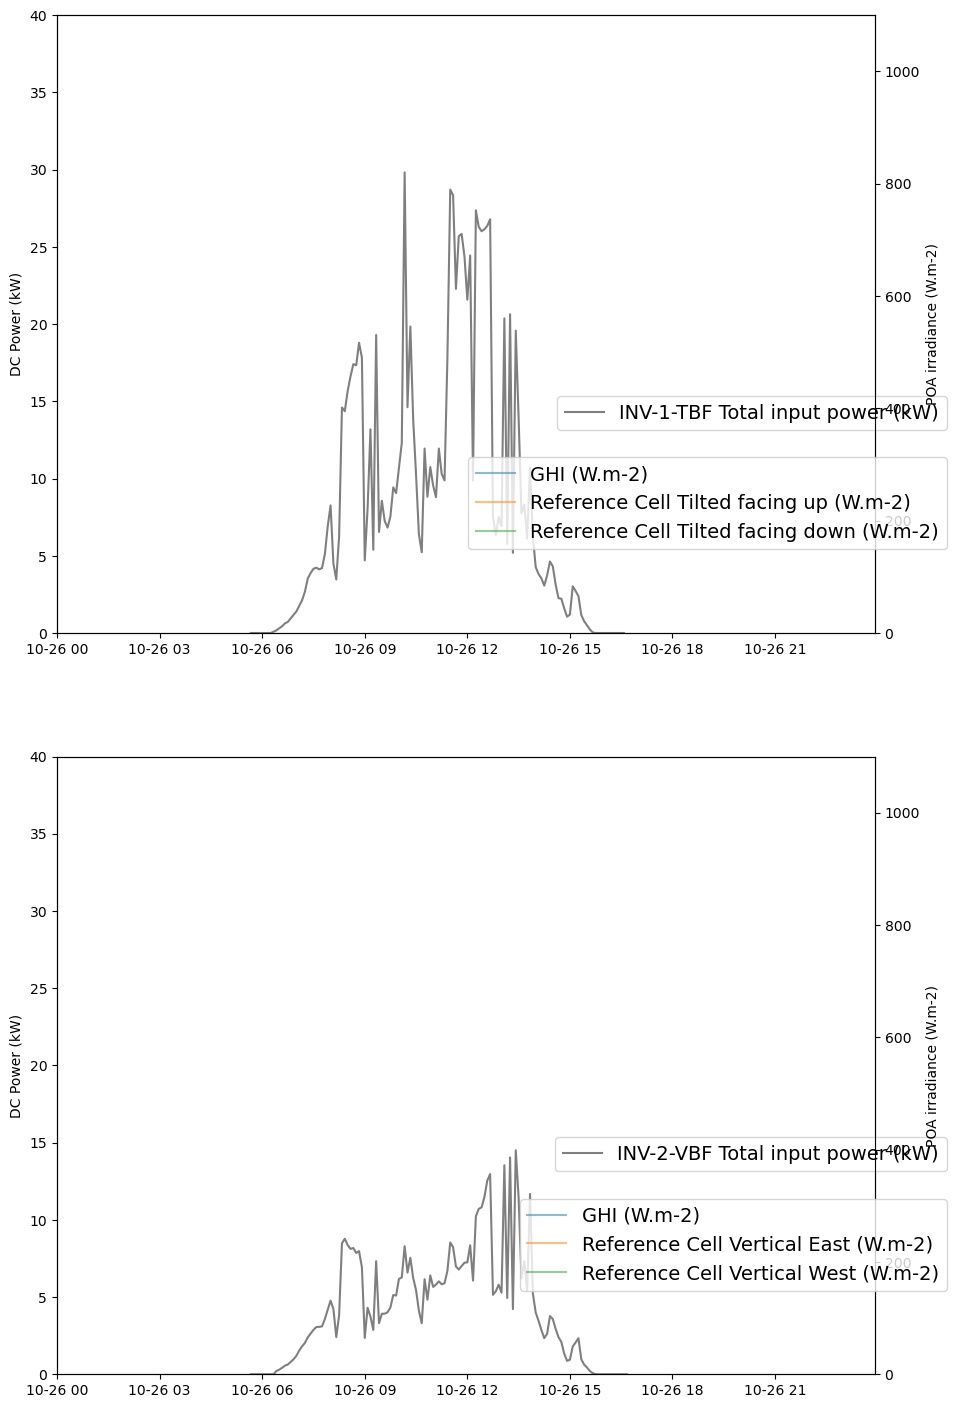 40
35
30
25
20
15
10
5
0
DC Power (kW)
1000
800
600
400
200
0
POA irradiance (W.m-2)
INV-1-TBF Total input power (kW)
GHI (W.m-2)
Reference Cell Tilted facing up (W.m-2)
Reference Cell Tilted facing down (W.m-2)
10-26 00 10-26 03 10-26 06 10-26 09 10-26 12 10-26 15 10-26 18 10-26 21
40
35
30
25
20
15
10
5
0
DC Power (kW)
1000
800
600
400
200
0
POA irradiance (W.m-2)
INV-2-VBF Total input power (kW)
GHI (W.m-2)
Reference Cell Vertical East (W.m-2)
Reference Cell Vertical West (W.m-2)
10-26 00 10-26 03 10-26 06 10-26 09 10-26 12 10-26 15 10-26 18 10-26 21